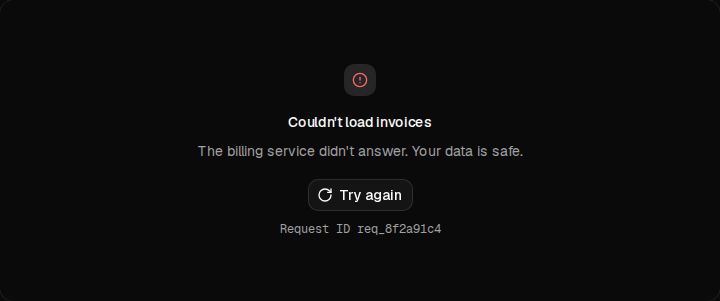 Couldn't load invoices
The billing service didn't answer. Your data is safe.
Try again
Request ID req_8f2a91c4